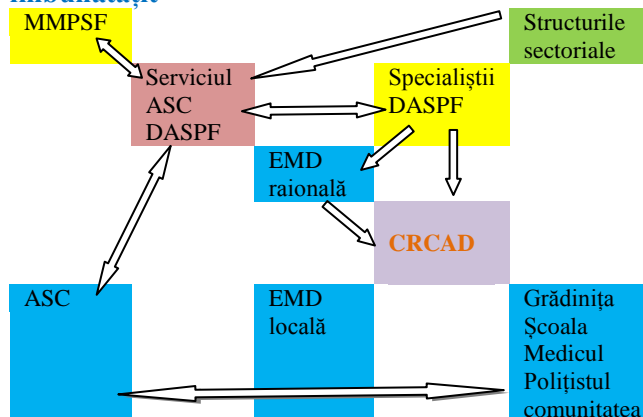 îmbunătățit
MMPSF
Structurile
sectoriale
Serviciul
ASC
DASPF
Specialiștii
DASPF
EMD
raională
CRCAD
ASC
EMD
locală
Grădinița
Școala
Medicul
Polițistul
comunitatea